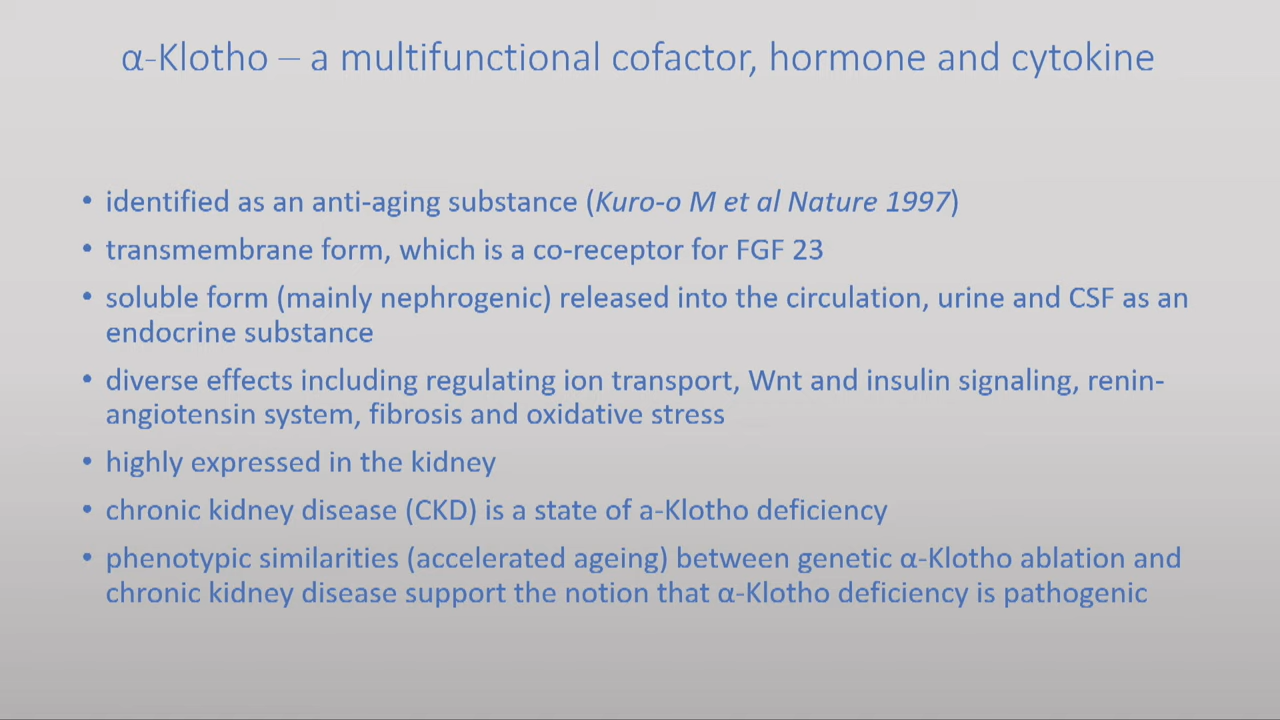 α-Klotho – a multifunctional cofactor, hormone and cytokine
• identified as an anti-aging substance (Kuro-o M et al Nature 1997)
• transmembrane form, which is a co-receptor for FGF 23
• soluble form (mainly nephrogenic) released into the circulation, urine and CSF as an
endocrine substance
• diverse effects including regulating ion transport, Wnt and insulin signaling, renin-
angiotensin system, fibrosis and oxidative stress
• highly expressed in the kidney
• chronic kidney disease (CKD) is a state of a-Klotho deficiency
• phenotypic similarities (accelerated ageing) between genetic α-Klotho ablation and
chronic kidney disease support the notion that α-Klotho deficiency is pathogenic